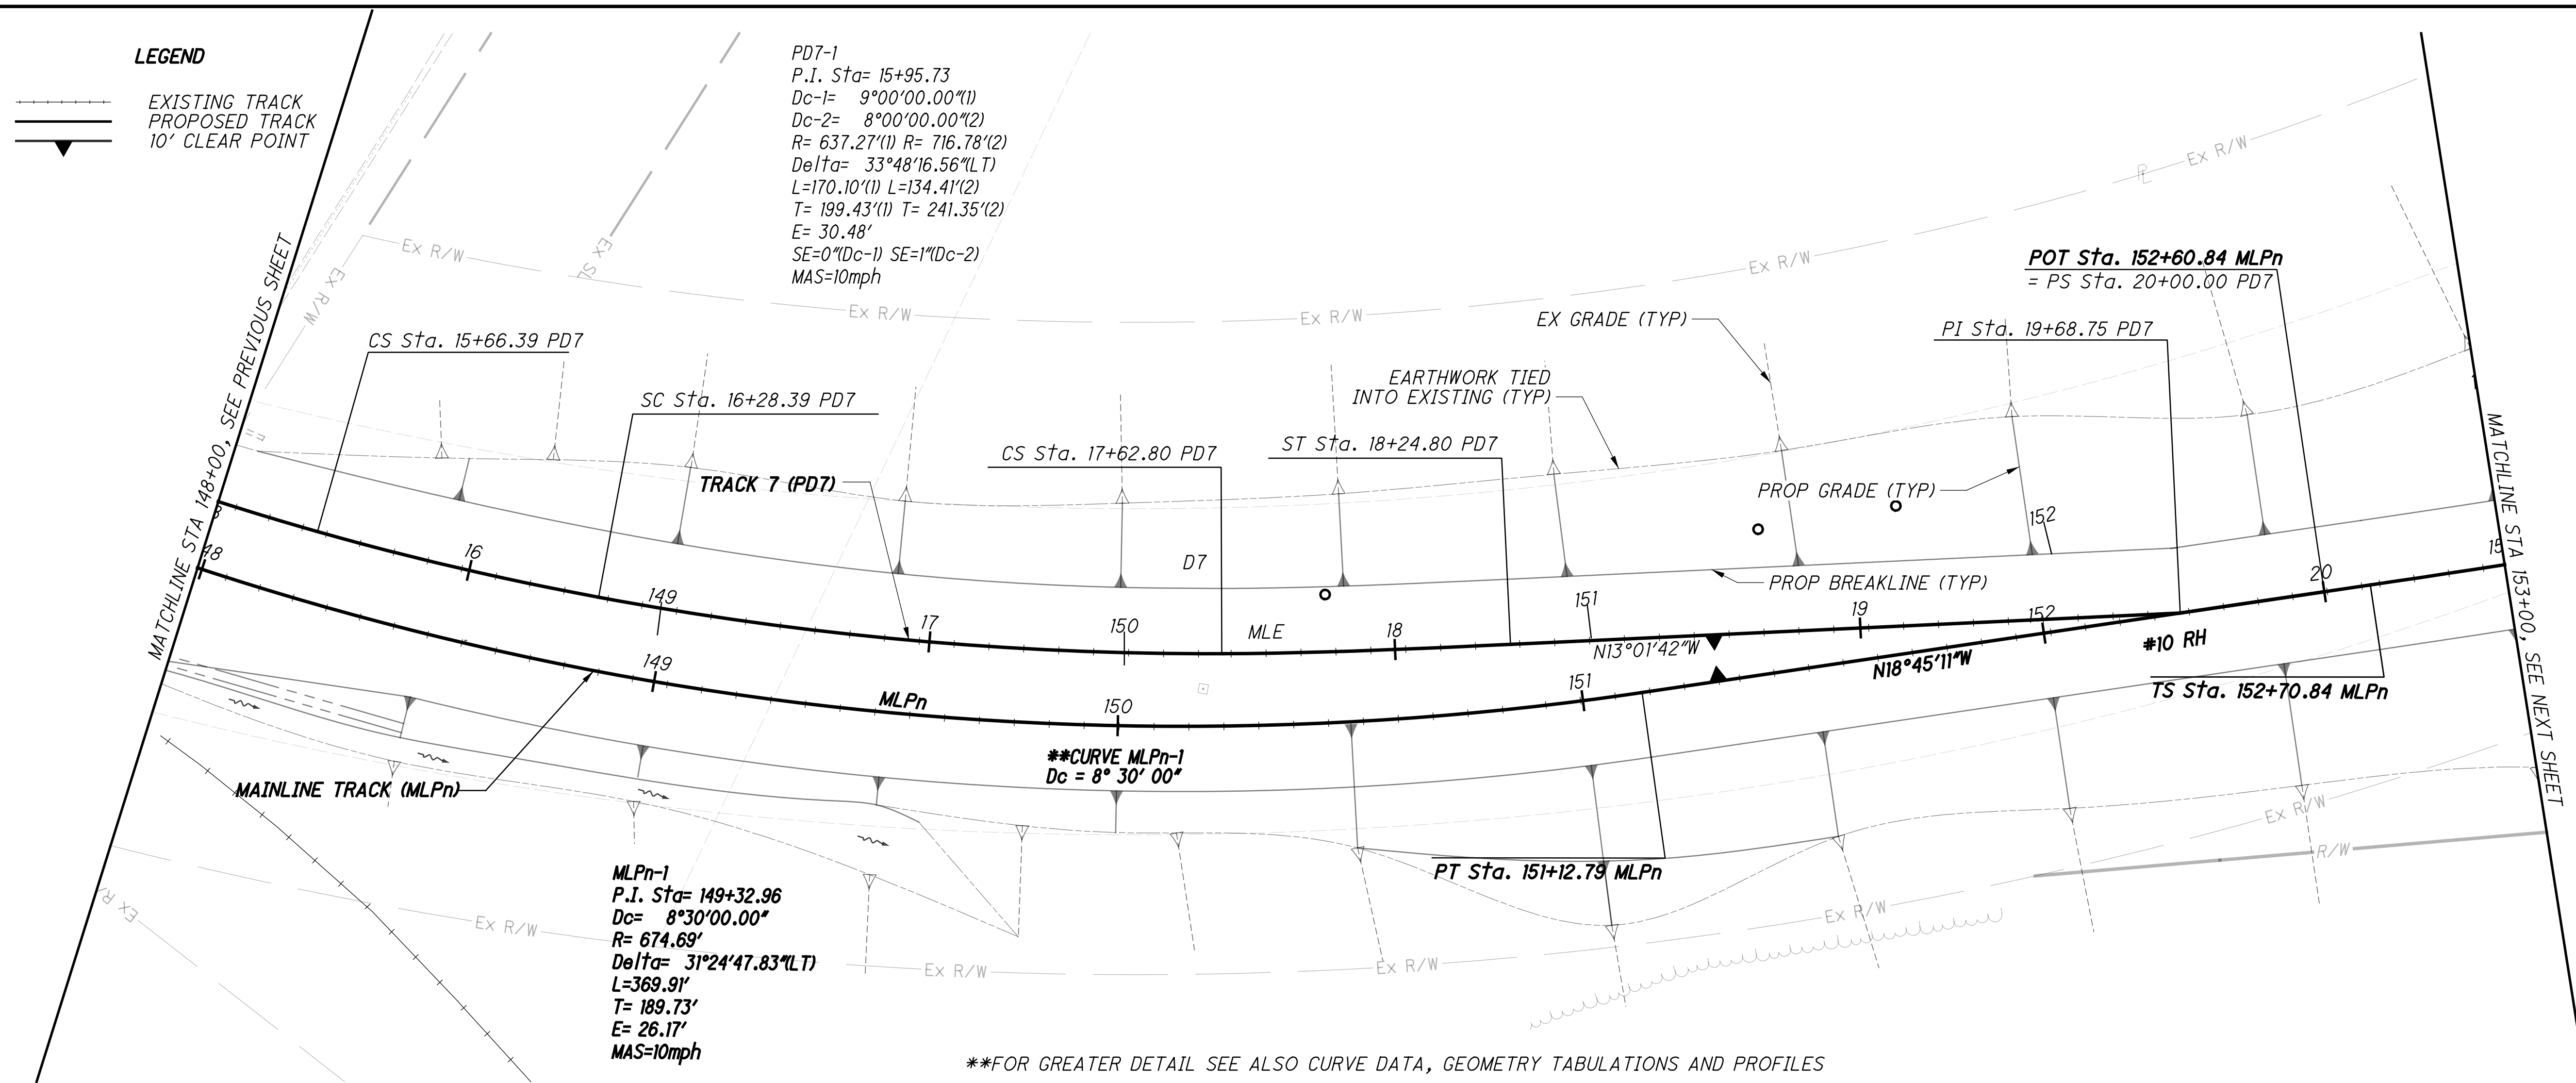 LEGEND
EXISTING TRACK
PROPOSED TRACK
10' CLEAR POINT
PD7-1
P.I. Sta= 15+95.73
Dc-1= 9°00'00.00"(1)
Dc-2= 8°00'00.00"(2)
R= 637.27'(1) R= 716.78'(2)
Delta= 33°48'16.56"(LT)
L=170.10'(1) L=134.41'(2)
T= 199.43'(1) T= 241.35'(2)
E= 30.48'
SE=0"(Dc-1) SE=1"(Dc-2)
MAS=10mph
MATCHLINE STA 148+00, SEE PREVIOUS SHEET
Ex R/W
Ex R/W
Ex SL
Ex R/W
Ex R/W
Ex R/W
Ex R/W
PL
POT Sta. 152+60.84 MLPn
= PS Sta. 20+00.00 PD7
PI Sta. 19+68.75 PD7
EX GRADE (TYP)
EARTHWORK TIED
INTO EXISTING (TYP)
CS Sta. 15+66.39 PD7
SC Sta. 16+28.39 PD7
CS Sta. 17+62.80 PD7
ST Sta. 18+24.80 PD7
TRACK 7 (PD7)
PROP GRADE (TYP)
PROP BREAKLINE (TYP)
152
D7
MLE
48
16
149
17
150
18
151
19
152
20
15
N13°01'42"W
N18°45'11"W
#10 RH
TS Sta. 152+70.84 MLPn
MATCHLINE STA 153+00, SEE NEXT SHEET
149
MLPn
150
151
**CURVE MLPn-1
Dc = 8° 30' 00"
MAINLINE TRACK (MLPn)
PT Sta. 151+12.79 MLPn
Ex R/W
R/W
Ex R/W
Ex R/W
Ex R/W
Ex R/W
Ex R/
MLPn-1
P.I. Sta= 149+32.96
Dc= 8°30'00.00"
R= 674.69'
Delta= 31°24'47.83"(LT)
L=369.91'
T= 189.73'
E= 26.17'
MAS=10mph
**FOR GREATER DETAIL SEE ALSO CURVE DATA, GEOMETRY TABULATIONS AND PROFILES